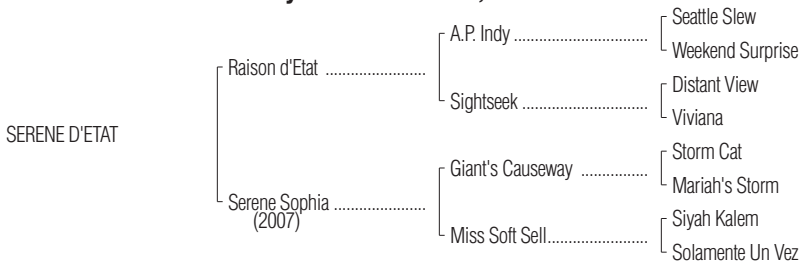 Seattle Slew
A.P. Indy ................................
Weekend Surprise
Raison d'Etat ........................
Distant View
Sightseek ..............................
Viviana
SERENE D'ETAT
Storm Cat
Giant's Causeway ................
Mariah's Storm
Serene Sophia ......................
(2007)
Siyah Kalem
Miss Soft Sell........................
Solamente Un Vez